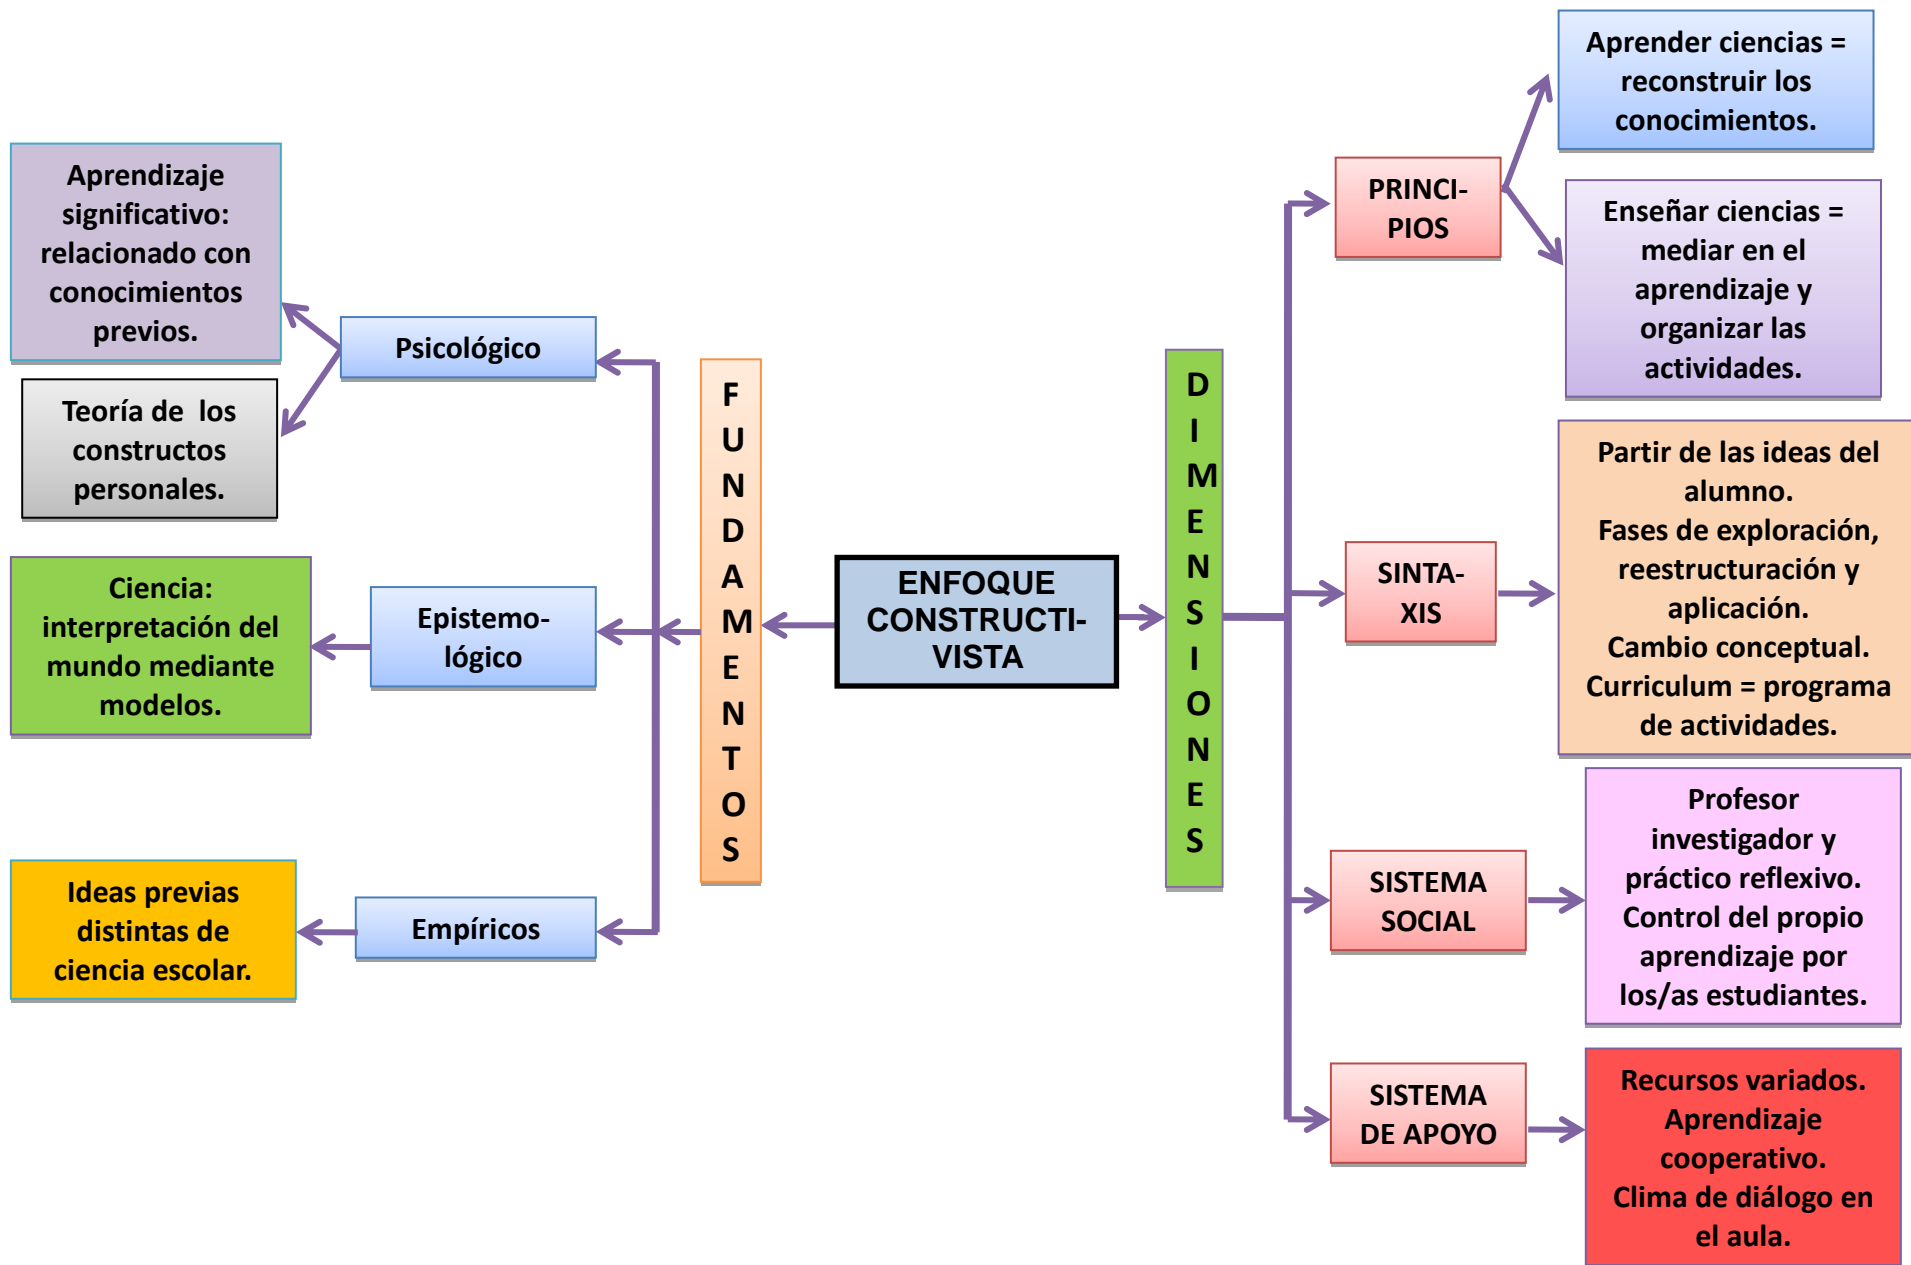 Aprendizaje
significativo:
relacionado con
conocimientos
previos.
Teoría de los
constructos
personales.
Psicológico
Ciencia:
interpretación del
mundo mediante
modelos.
Epistemo-
lógico
Ideas previas
distintas de
ciencia escolar.
Empíricos
F
U
N
D
A
M
E
N
T
O
S
ENFOQUE
CONSTRUCTI-
VISTA
D
I
M
E
N
S
I
O
N
E
S
PRINCI-
PIOS
Aprender ciencias =
reconstruir los
conocimientos.
Enseñar ciencias =
mediar en el
aprendizaje y
organizar las
actividades.
SINTA-
XIS
Partir de las ideas del
alumno.
Fases de exploración,
reestructuración y
aplicación.
Cambio conceptual.
Curriculum = programa
de actividades.
SISTEMA
SOCIAL
Profesor
investigador y
práctico reflexivo.
Control del propio
aprendizaje por
los/as estudiantes.
SISTEMA
DE APOYO
Recursos variados.
Aprendizaje
cooperativo.
Clima de diálogo en
el aula.